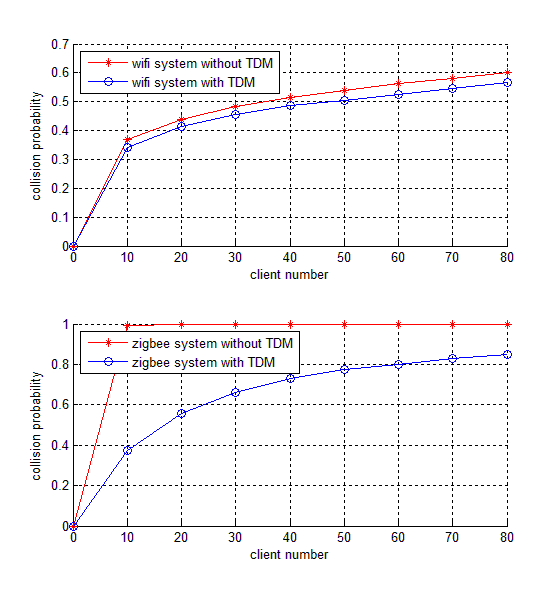 0.7
0.6
0.5
0.4
0.3
0.2
0.1
0
collision probability
wifi system without TDM
wifi system with TDM
0 10 20 30 40 50 60 70 80
client number
1
0.8
0.6
0.4
0.2
0
collision probability
zigbee system without TDM
zigbee system with TDM
0 10 20 30 40 50 60 70 80
client number